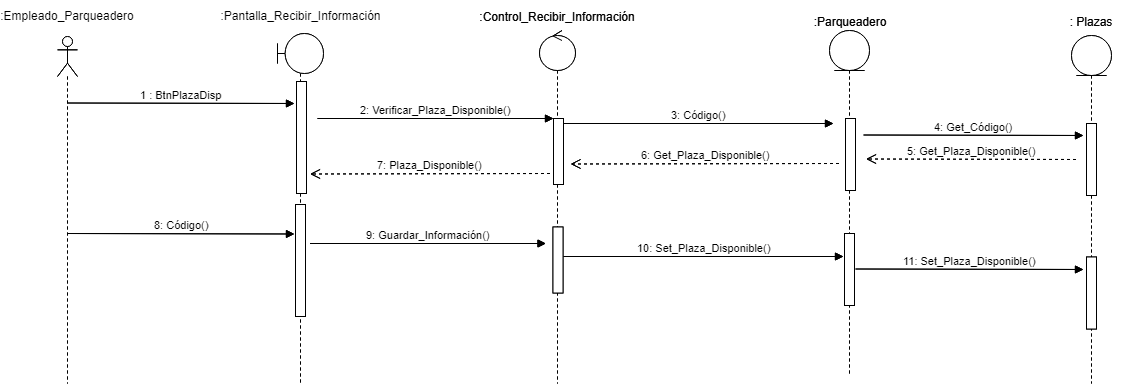 :Empleado_Parqueadero
:Pantalla_Recibir_Información
:Control_Recibir_Información
:Parqueadero
: Plazas
1 : BtnPlazaDisp
2: Verificar_Plaza_Disponible()
3: Código()
4: Get_Código()
5: Get_Plaza_Disponible()
6: Get_Plaza_Disponible()
7: Plaza_Disponible()
8: Código()
9: Guardar_Información()
10: Set_Plaza_Disponible()
11: Set_Plaza_Disponible()